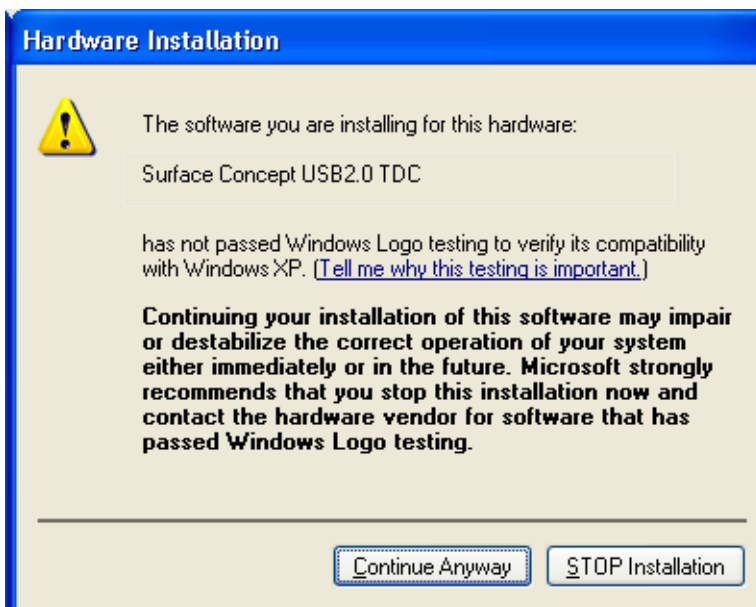 Hardware Installation
The software you are installing for this hardware:
Surface Concept USB2.0 TDC
has not passed Windows Logo testing to verify its compatibility
with Windows XP. (Tell me why this testing is important.)
Continuing your installation of this software may impair
or destabilize the correct operation of your system
either immediately or in the future. Microsoft strongly
recommends that you stop this installation now and
contact the hardware vendor for software that has
passed Windows Logo testing.
Continue Anyway
STOP Installation